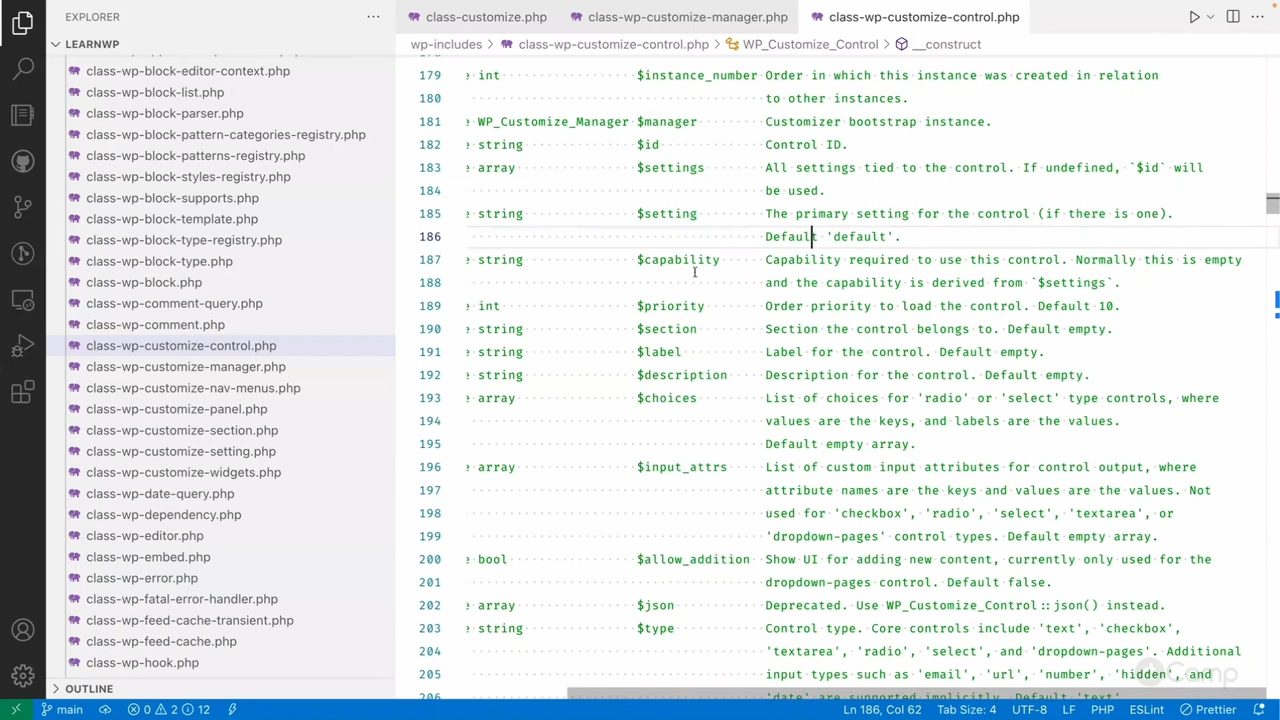 EXPLORER
LEARNWP
class-wp-block-editor-context.php
class-wp-block-list.php
class-wp-block-parser.php
class-wp-block-pattern-categories-registry.php
class-wp-block-patterns-registry.php
class-wp-block-styles-registry.php
class-wp-block-supports.php
class-wp-block-template.php
class-wp-block-type-registry.php
class-wp-block-type.php
class-wp-block.php
class-wp-comment-query.php
class-wp-comment.php
class-wp-customize-control.php
class-wp-customize-manager.php
class-wp-customize-nav-menus.php
class-wp-customize-panel.php
class-wp-customize-section.php
class-wp-customize-setting.php
class-wp-customize-widgets.php
class-wp-date-query.php
class-wp-dependency.php
class-wp-editor.php
class-wp-embed.php
class-wp-error.php
class-wp-fatal-error-handler.php
class-wp-feed-cache-transient.php
class-wp-feed-cache.php
class-wp-hook.php
OUTLINE
class-customize.php class-wp-customize-manager.php class-wp-customize-control.php
wp-includes > class-wp-customize-control.php > WP_Customize_Control > __construct
179 e int $instance_number Order in which this instance was created in relation
180 to other instances.
181 e WP_Customize_Manager $manager Customizer bootstrap instance.
182 e string $id Control ID.
183 e array $settings All settings tied to the control. If undefined, `$id` will
184 be used.
185 e string $setting The primary setting for the control (if there is one).
186 Default 'default'.
187 e string $capability Capability required to use this control. Normally this is empty
188 and the capability is derived from `$settings`.
189 e int $priority Order priority to load the control. Default 10.
190 e string $section Section the control belongs to. Default empty.
191 e string $label Label for the control. Default empty.
192 e string $description Description for the control. Default empty.
193 e array $choices List of choices for 'radio' or 'select' type controls, where
194 values are the keys, and labels are the values.
195 Default empty array.
196 e array $input_attrs List of custom input attributes for control output, where
197 attribute names are the keys and values are the values. Not
198 used for 'checkbox', 'radio', 'select', 'textarea', or
199 'dropdown-pages' control types. Default empty array.
200 e bool $allow_addition Show UI for adding new content, currently only used for the
201 dropdown-pages control. Default false.
202 e array $json Deprecated. Use WP_Customize_Control::json() instead.
203 e string $type Control type. Core controls include 'text', 'checkbox',
204 'textarea', 'radio', 'select', and 'dropdown-pages'. Additional
205 input types such as 'email', 'url', 'number', 'hidden', and
206 'date' are supported implicitly. Default 'text'
Camp
main 0 2 12 Ln 186, Col 62 Tab Size: 4 UTF-8 LF PHP ESLint Prettier